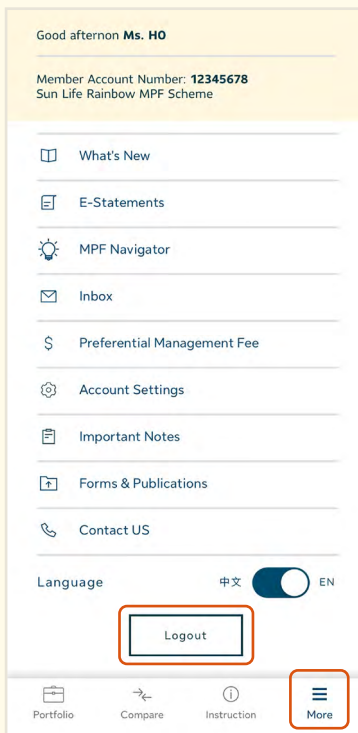 Good afternoon Ms. HO
Member Account Number: 12345678
Sun Life Rainbow MPF Scheme
What's New
E-Statements
MPF Navigator
Inbox
$ Preferential Management Fee
Account Settings
Important Notes
Forms & Publications
Contact US
Language 中文 EN
Logout
Portfolio Compare Instruction More